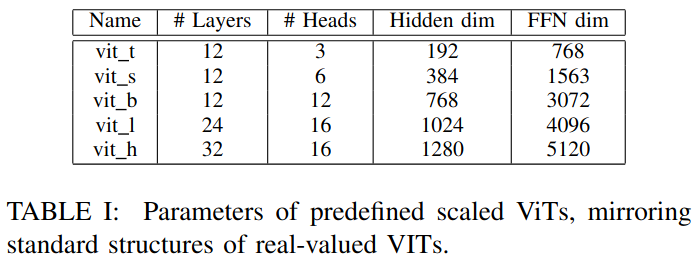 Name # Layers # Heads Hidden dim FFN dim
vit_t 12 3 192 768
vit_s 12 6 384 1563
vit_b 12 12 768 3072
vit_l 24 16 1024 4096
vit_h 32 16 1280 5120
TABLE I: Parameters of predefined scaled ViTs, mirroring
standard structures of real-valued VITs.